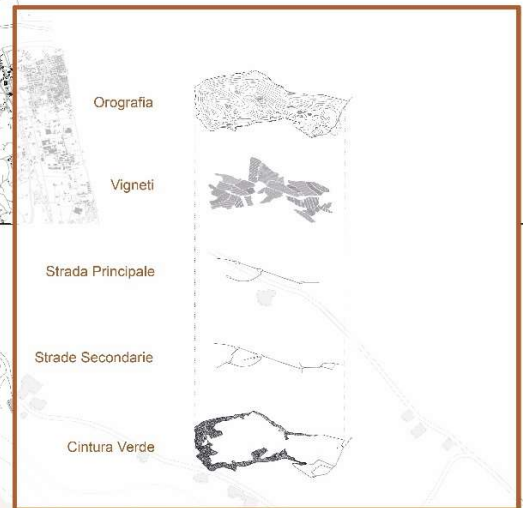 Orografia
Vigneti
Strada Principale
Strade Secondarie
Cintura Verde